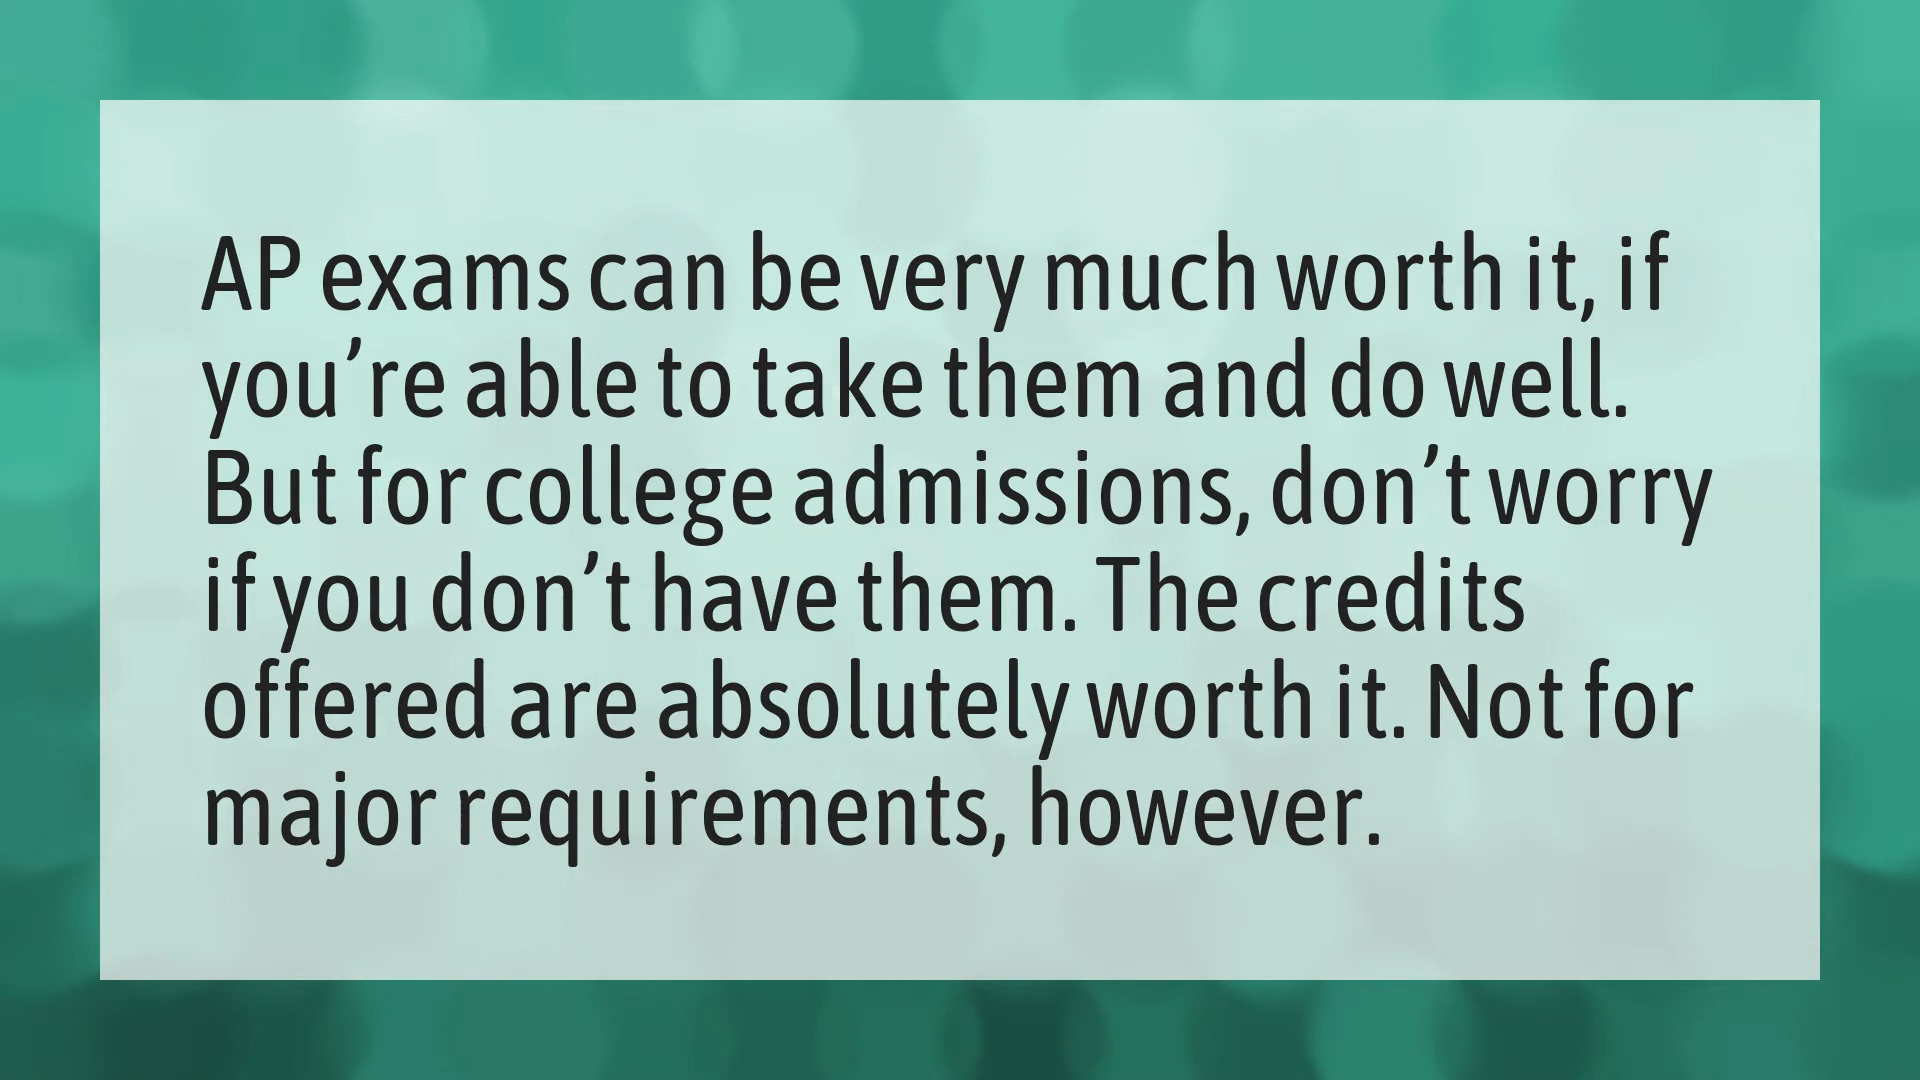 AP exams can be very much worth it, if
you’re able to take them and do well.
But for college admissions, don’t worry
if you don’t have them. The credits
offered are absolutely worth it. Not for
major requirements, however.